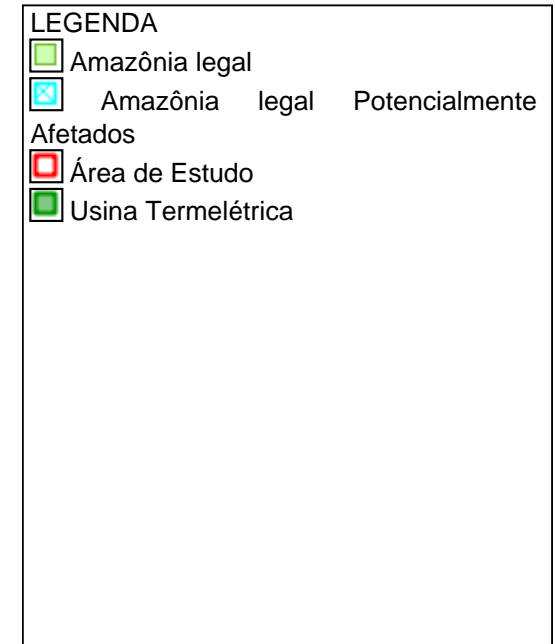 LEGENDA
Amazônia legal
Amazônia legal Potencialmente
Afetados
Área de Estudo
Usina Termelétrica